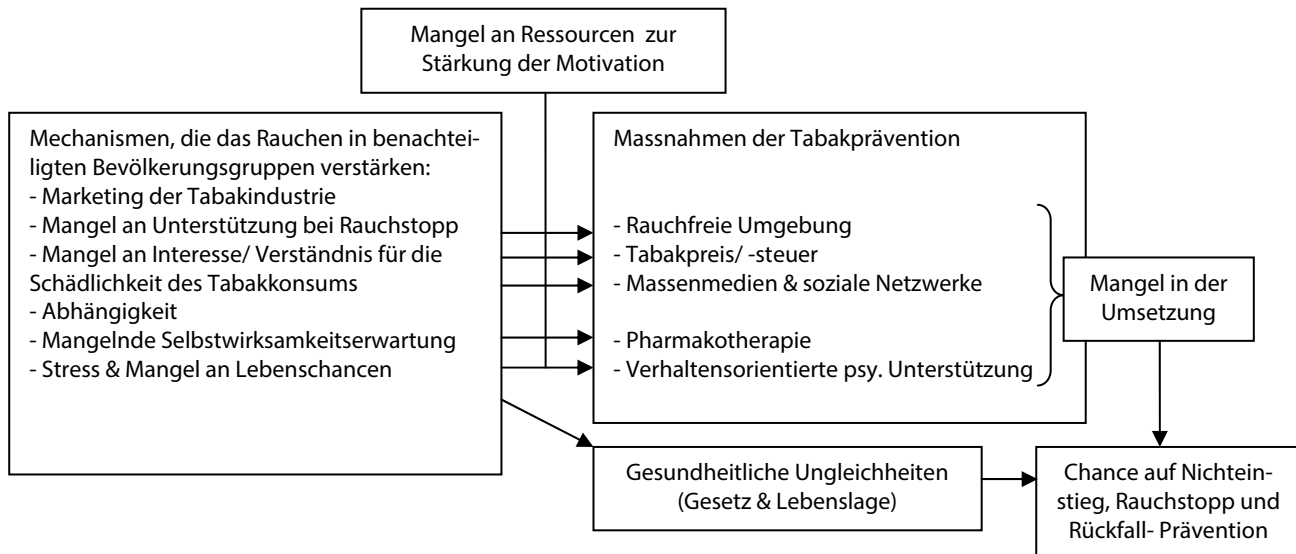 Mangel an Ressourcen zur
Stärkung der Motivation
Mechanismen, die das Rauchen in benachtei-
ligten Bevölkerungsgruppen verstärken:
- Marketing der Tabakindustrie
- Mangel an Unterstützung bei Rauchstopp
- Mangel an Interesse/ Verständnis für die
Schädlichkeit des Tabakkonsums
- Abhängigkeit
- Mangelnde Selbstwirksamkeitserwartung
- Stress & Mangel an Lebenschancen
Massnahmen der Tabakprävention
- Rauchfreie Umgebung
- Tabakpreis/ -steuer
- Massenmedien & soziale Netzwerke
- Pharmakotherapie
- Verhaltensorientierte psy. Unterstützung
Mangel in der
Umsetzung
Gesundheitliche Ungleichheiten
(Gesetz & Lebenslage)
Chance auf Nichtein-
stieg, Rauchstopp und
Rückfall- Prävention